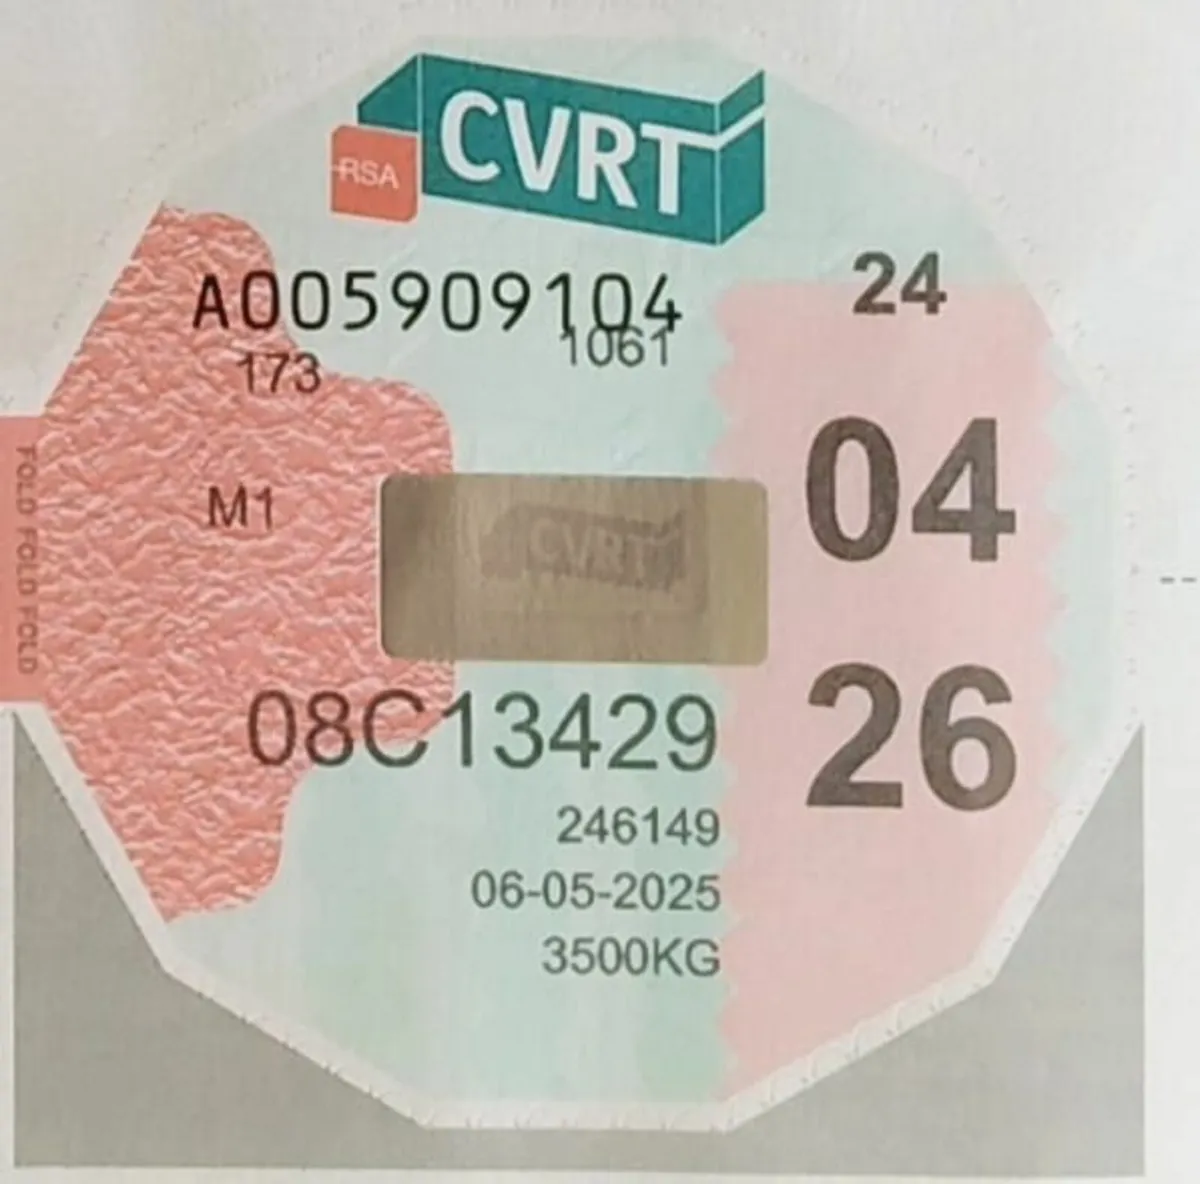 CVRT
RSA
24
A005909104
1061
173
04
M1
CVRT
FOLD FOLD FOLD
26
08C13429
246149
06-05-2025
3500KG